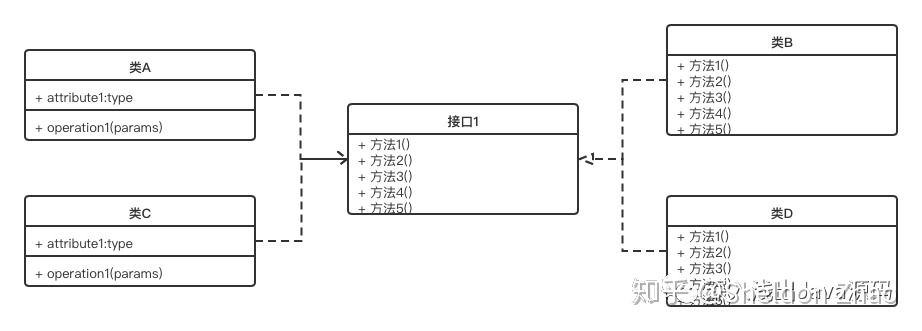 类A
+ attribute1:type
+ operation1(params)
类C
+ attribute1:type
+ operation1(params)
接口1
+ 方法1()
+ 方法2()
+ 方法3()
+ 方法4()
+ 方法5()
类B
+ 方法1()
+ 方法2()
+ 方法3()
+ 方法4()
+ 方法5()
类D
+ 方法1()
+ 方法2()
+ 方法3()
知乎 @Shelton Zhao
浅出Java源码